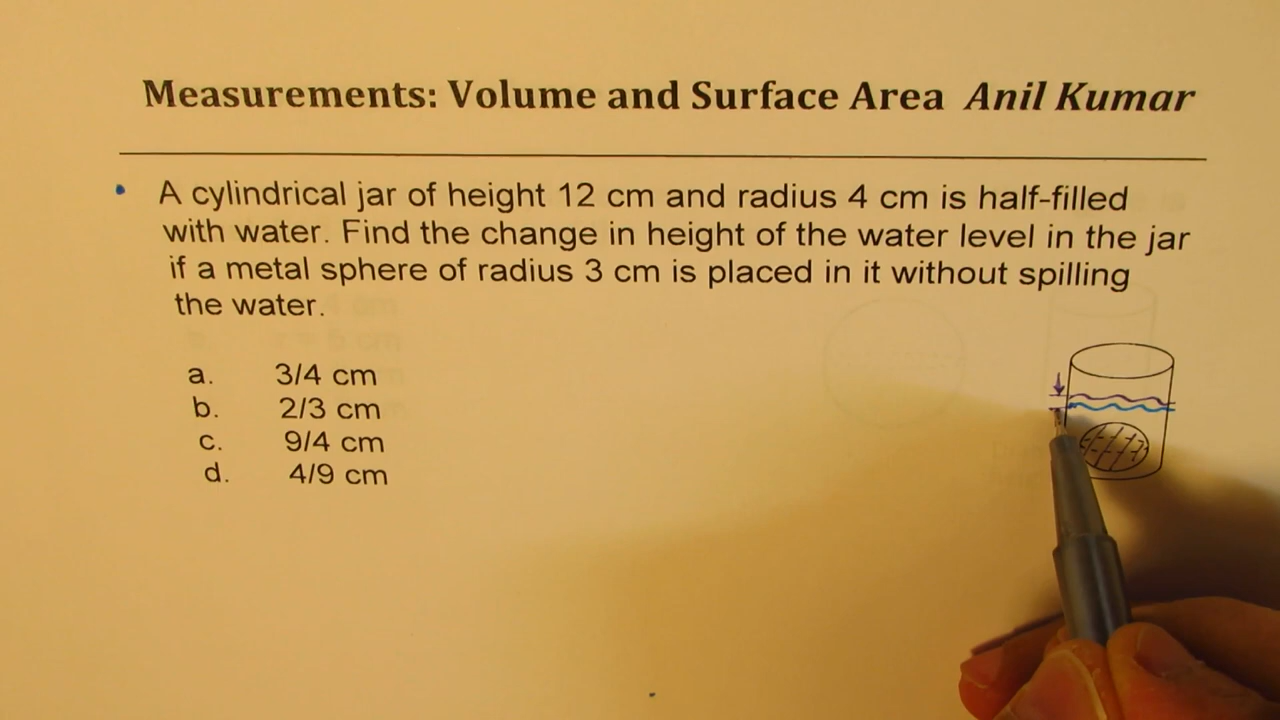 Measurements: Volume and Surface Area Anil Kumar
• A cylindrical jar of height 12 cm and radius 4 cm is half-filled
with water. Find the change in height of the water level in the jar
if a metal sphere of radius 3 cm is placed in it without spilling
the water.
a. 3/4 cm
b. 2/3 cm
c. 9/4 cm
d. 4/9 cm